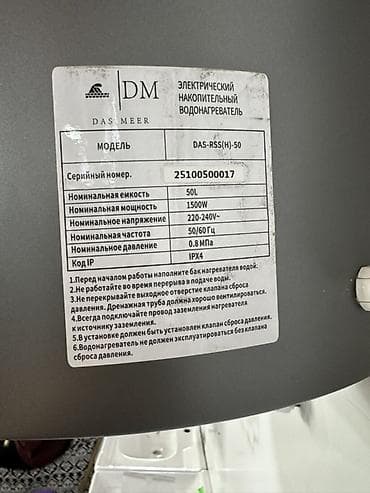 DM
DAS MEER
ЭЛЕКТРИЧЕСКИЙ
НАКОПИТЕЛЬНЫЙ
ВОДОНАГРЕВАТЕЛЬ
МОДЕЛЬ DAS-RSS(H)-50
Серийный номер. 25100500017
Номинальная емкость 50L
Номинальная мощность 1500W
Номинальное напряжение 220-240V~
Номинальная частота 50/60 Гц
Номинальное давление 0.8 МПа
Код IP IPX4
1.Перед началом работы наполните бак нагревателя водой.
2.Не работайте во время перерыва в подаче воды.
3.Не перекрывайте выходное отверстие клапана сброса
давления. Дренажная труба должна хорошо вентилироваться.
4.Всегда подключайте провод заземления нагревателя
к источнику заземления.
5.В установке должен быть установлен клапан сброса давления.
6.Водонагреватель не должен эксплуатироваться без клапана
сброса давления.